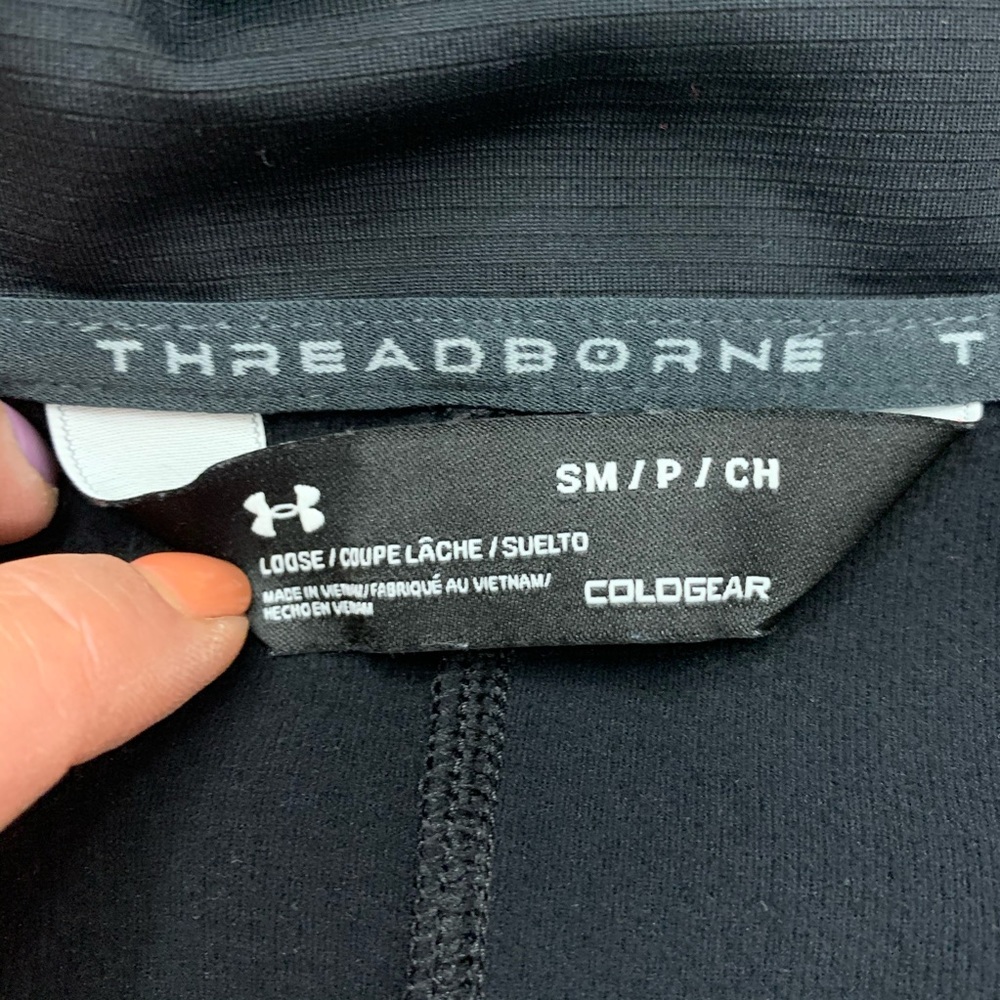 THREADBORNE T
SM / P / CH
LOOSE / COUPE LÂCHE / SUELTO
MADE IN VIETNAM/FABRIQUÉ AU VIETNAM/
HECHO EN VIETNAM
COLDGEAR